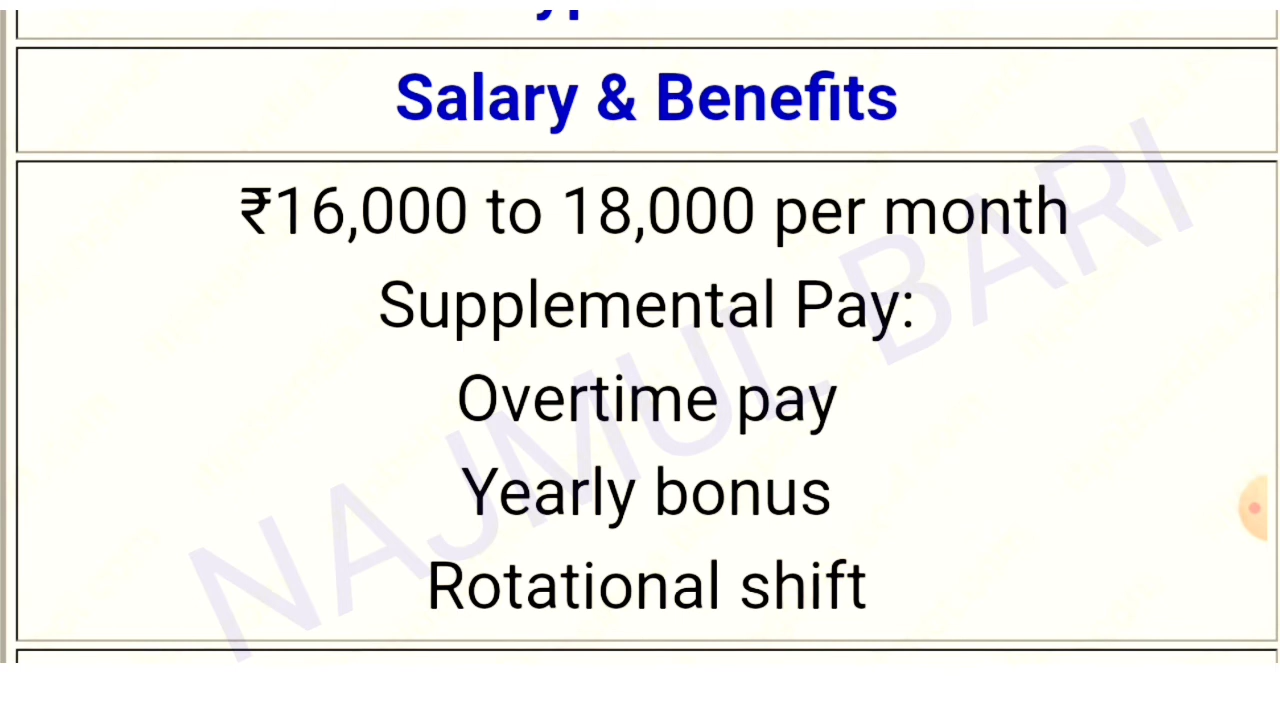 Salary & Benefits
₹16,000 to 18,000 per month
Supplemental Pay:
Overtime pay
Yearly bonus
Rotational shift
NAJMUL BARI